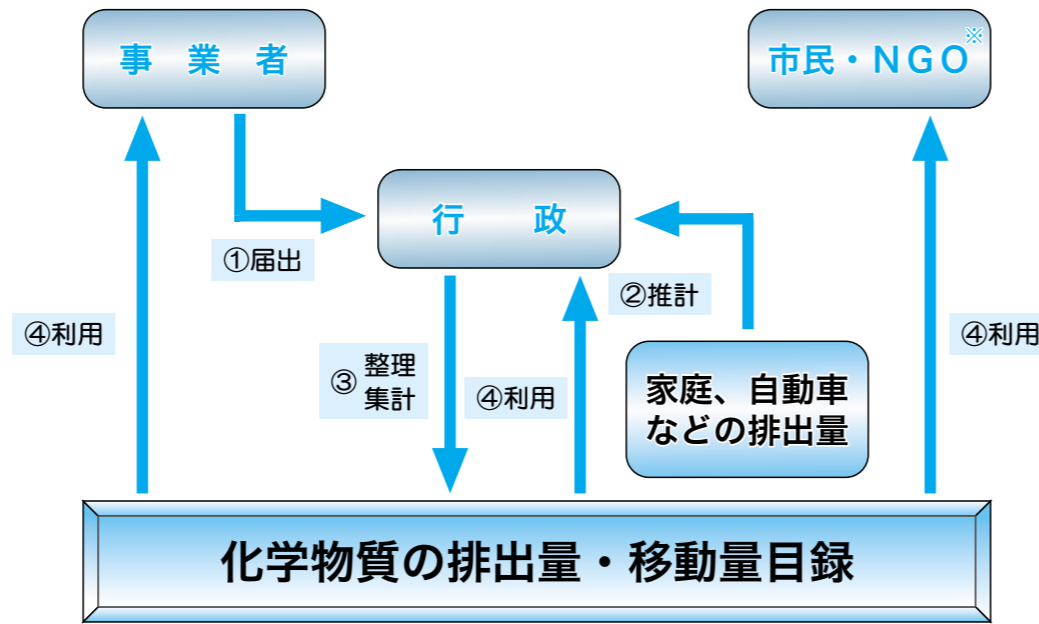 事 業 者
市民・NGO※
行 政
①届出
②推計
④利用
④利用
③ 整理
集計
④利用
家庭、自動車
などの排出量
化学物質の排出量・移動量目録